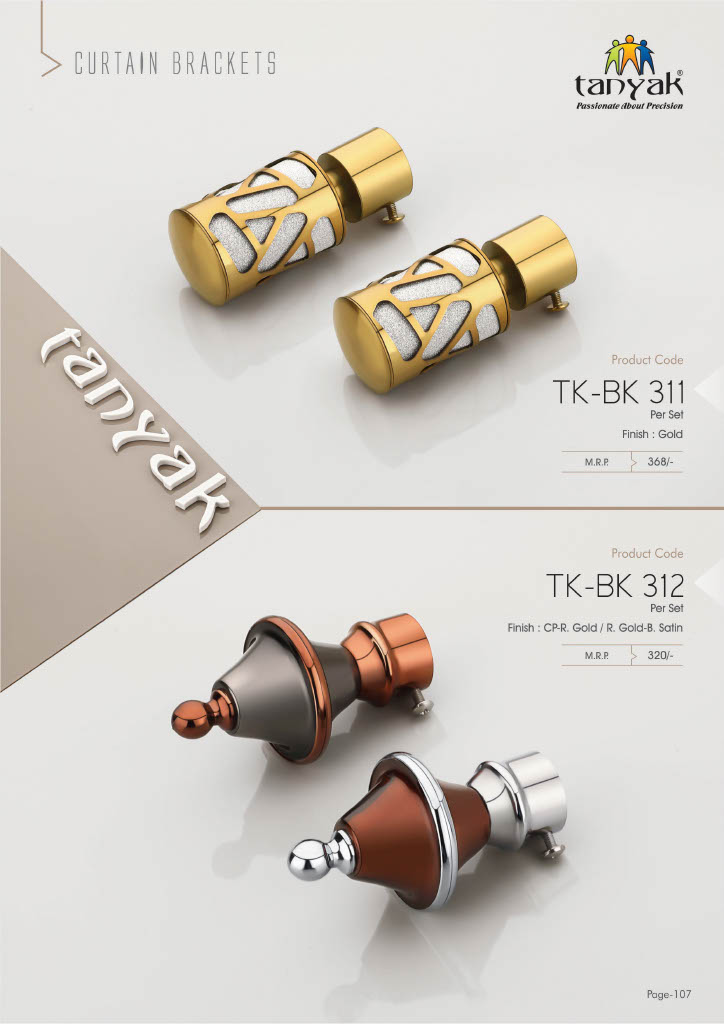 CURTAIN BRACKETS
tanyak®
Passionate About Precision
Product Code
TK-BK 311
Per Set
Finish : Gold
M.R.P. 368/-
tanyak
Product Code
TK-BK 312
Per Set
Finish : CP-R. Gold / R. Gold-B. Satin
M.R.P. 320/-
Page-107